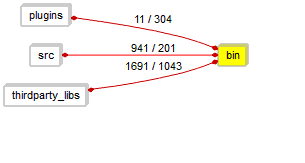 plugins
11 / 304
src
941 / 201
bin
1691 / 1043
thirdparty_libs